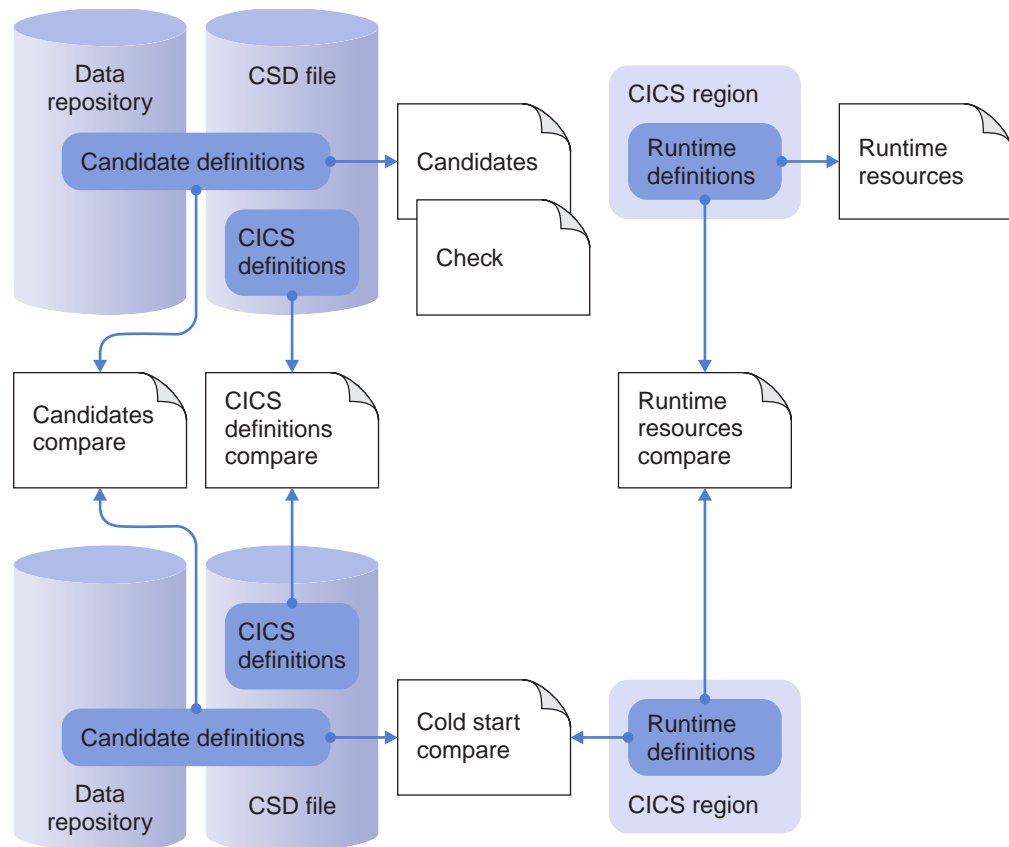 Data
repository
CSD file
CICS region
Candidate definitions
Candidates
Runtime
definitions
Runtime
resources
CICS
definitions
Check
Candidates
compare
CICS
definitions
compare
Runtime
resources
compare
CICS
definitions
Candidate definitions
Cold start
compare
Runtime
definitions
Data
repository
CSD file
CICS region